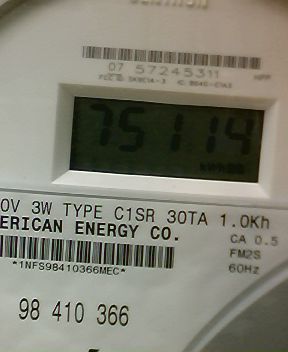 07 57245311
75114
0V 3W TYPE C1SR 30TA 1.0Kh
ERICAN ENERGY CO.
CA 0.5
FM2S
*1NFS98410366MEC*
60Hz
98 410 366